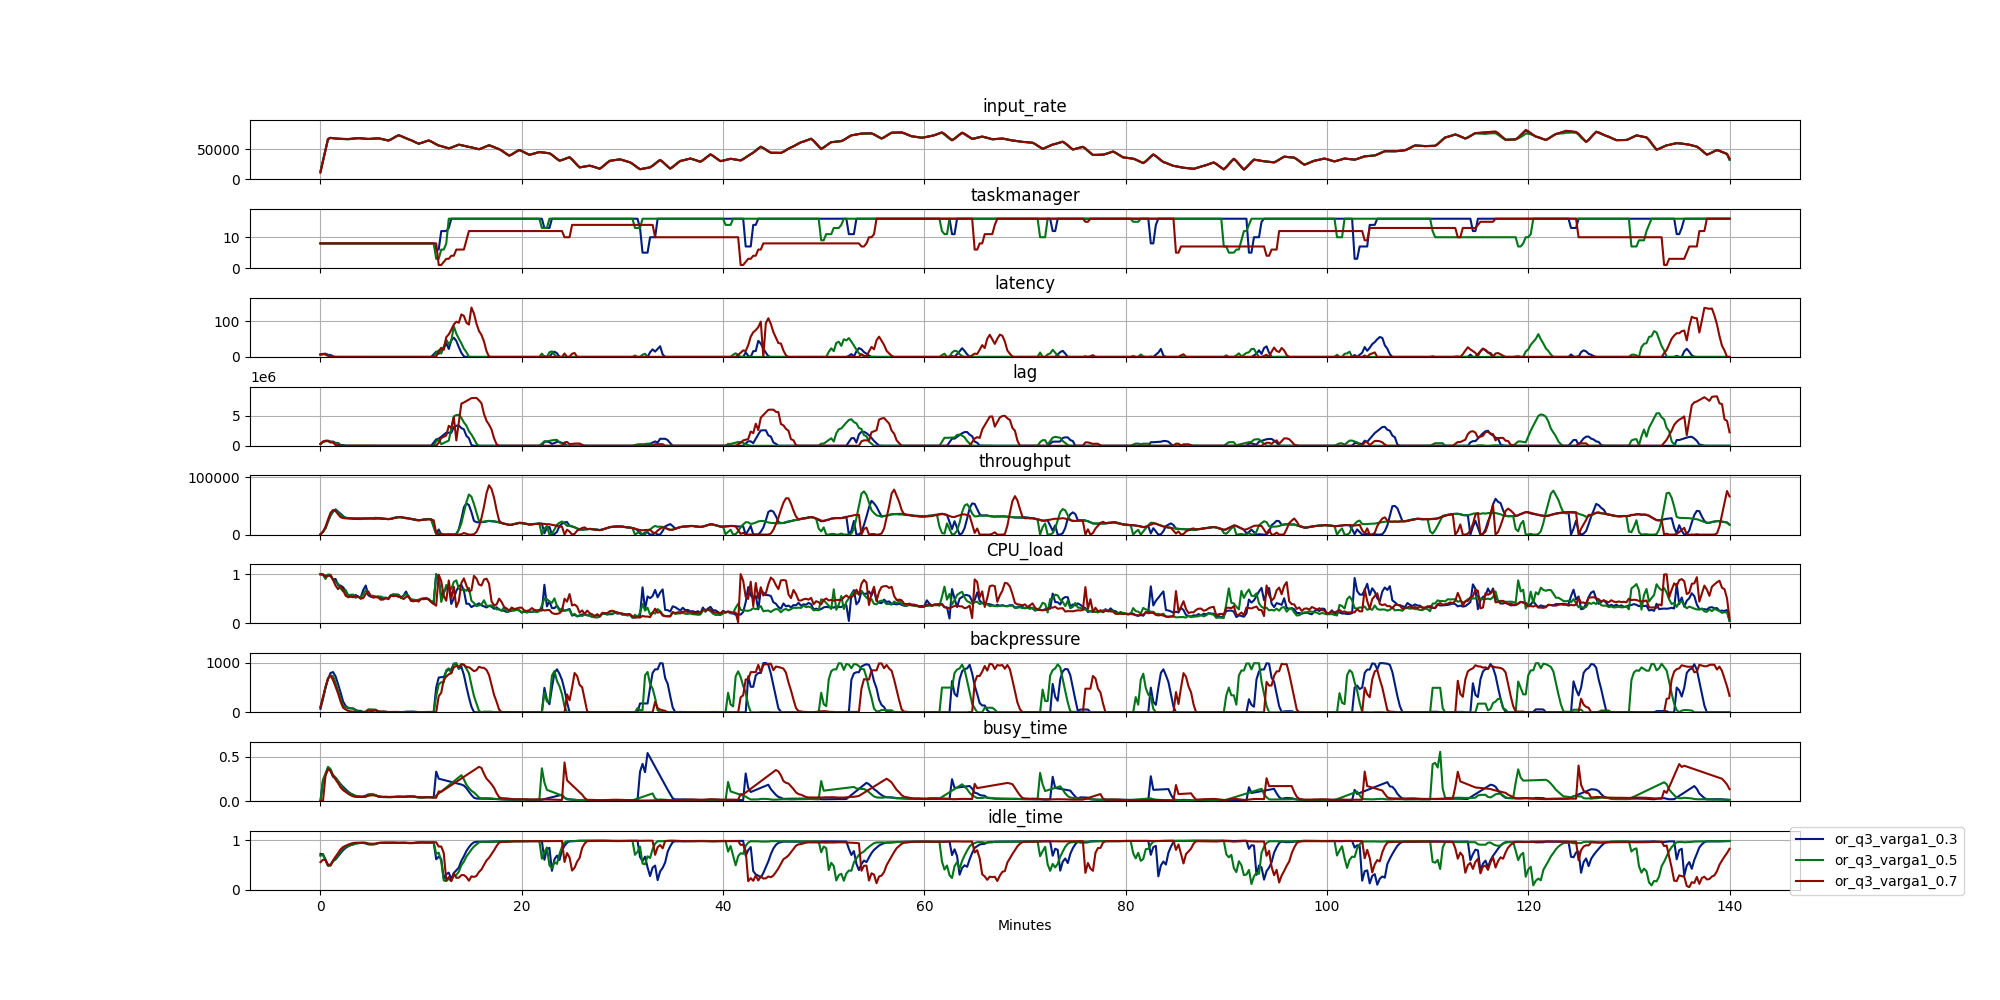 input_rate
50000
0
taskmanager
10
0
latency
100
0
1e6
lag
5
0
throughput
100000
0
CPU_load
1
0
backpressure
1000
0
busy_time
0.5
0.0
idle_time
1
0
0 20 40 60 80 100 120 140
Minutes
or_q3_varga1_0.3
or_q3_varga1_0.5
or_q3_varga1_0.7